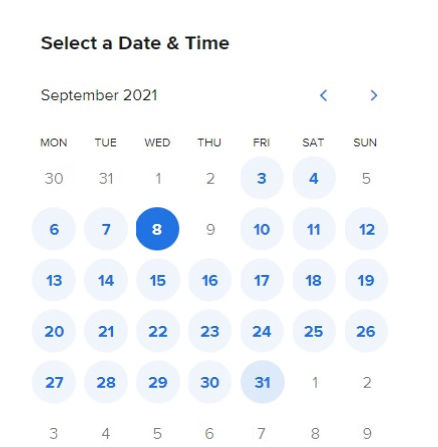 Select a Date & Time
September 2021
MON TUE WED THU FRI SAT SUN
30 31 1 2 3 4 5
6 7 8 9 10 11 12
13 14 15 16 17 18 19
20 21 22 23 24 25 26
27 28 29 30 31 1 2
3 4 5 6 7 8 9